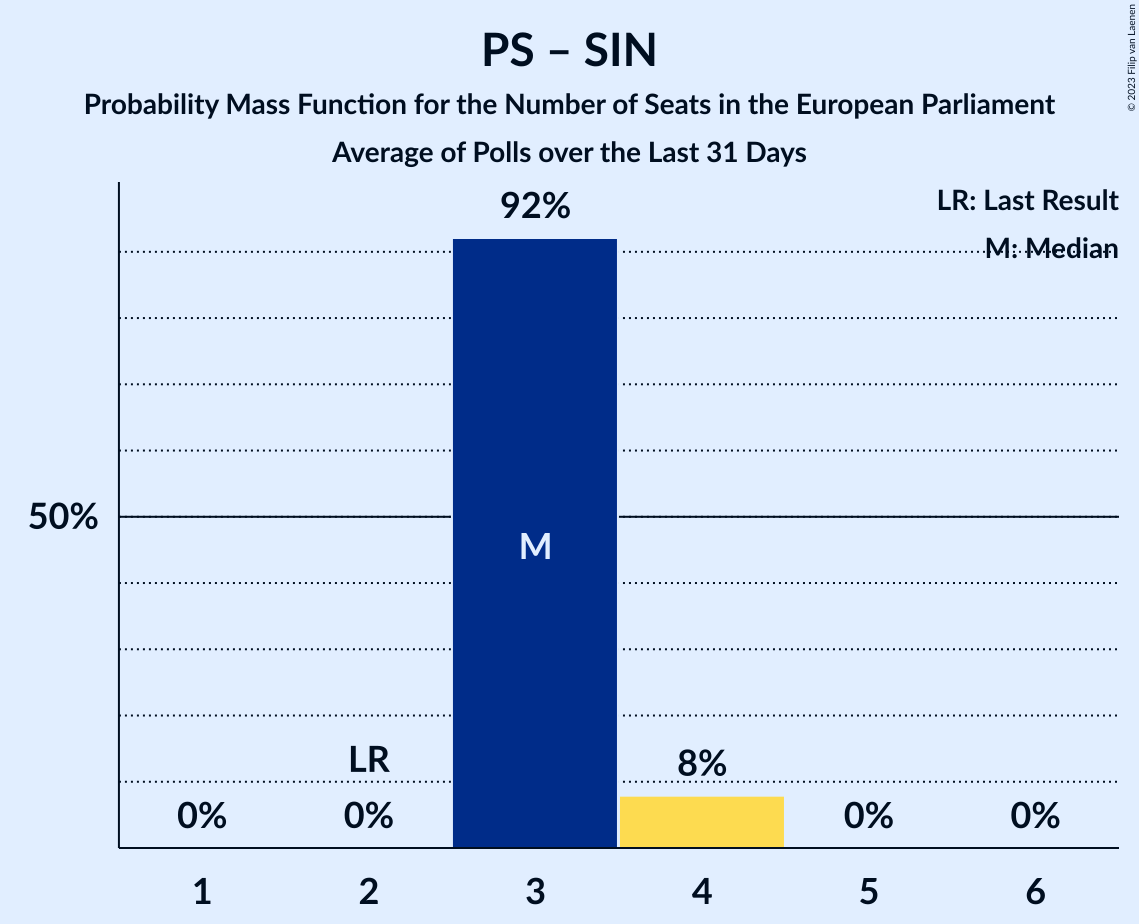 PS – SIN
Probability Mass Function for the Number of Seats in the European Parliament
Average of Polls over the Last 31 Days
© 2023 Filip van Laenen
LR: Last Result
M: Median
92%
50%
M
LR
8%
0%
0%
0%
0%
1 2 3 4 5 6